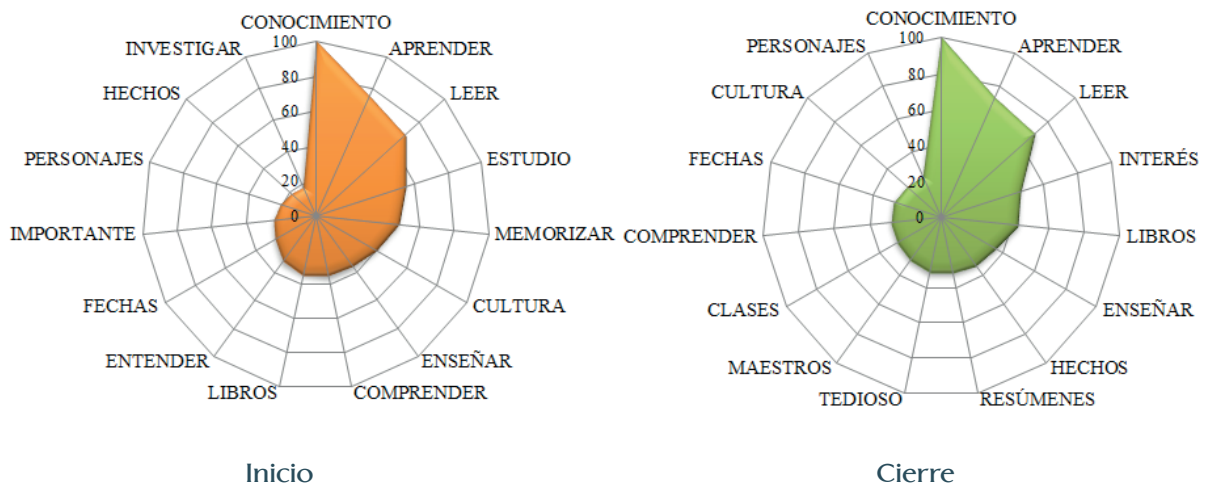 CONOCIMIENTO
APRENDER
LEER
ESTUDIO
MEMORIZAR
CULTURA
ENSEÑAR
COMPRENDER
LIBROS
ENTENDER
FECHAS
IMPORTANTE
PERSONAJES
HECHOS
INVESTIGAR
100
80
60
40
20
0
Inicio
CONOCIMIENTO
APRENDER
LEER
INTERÉS
LIBROS
ENSEÑAR
HECHOS
RESÚMENES
TEDIOSO
MAESTROS
CLASES
COMPRENDER
FECHAS
CULTURA
PERSONAJES
100
80
60
40
20
0
Cierre